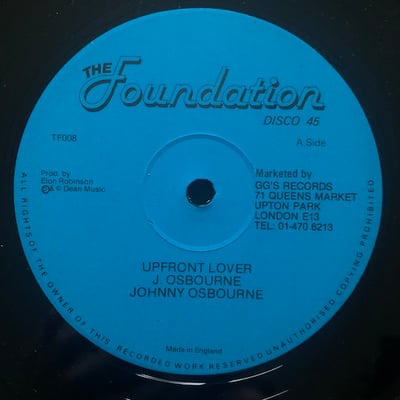 THE Foundation
DISCO 45
TF008
A Side
Prod. by
Elon Robinson
℗ & © Dean Music
Marketed by
GG'S RECORDS
71 QUEENS MARKET
UPTON PARK
LONDON E13
TEL: 01-470 6213
UPFRONT LOVER
J. OSBOURNE
JOHNNY OSBOURNE
Made in England
ALL RIGHTS OF THE OWNER OF THIS RECORDED WORK RESERVED UNAUTHORISED COPYING PROHIBITED